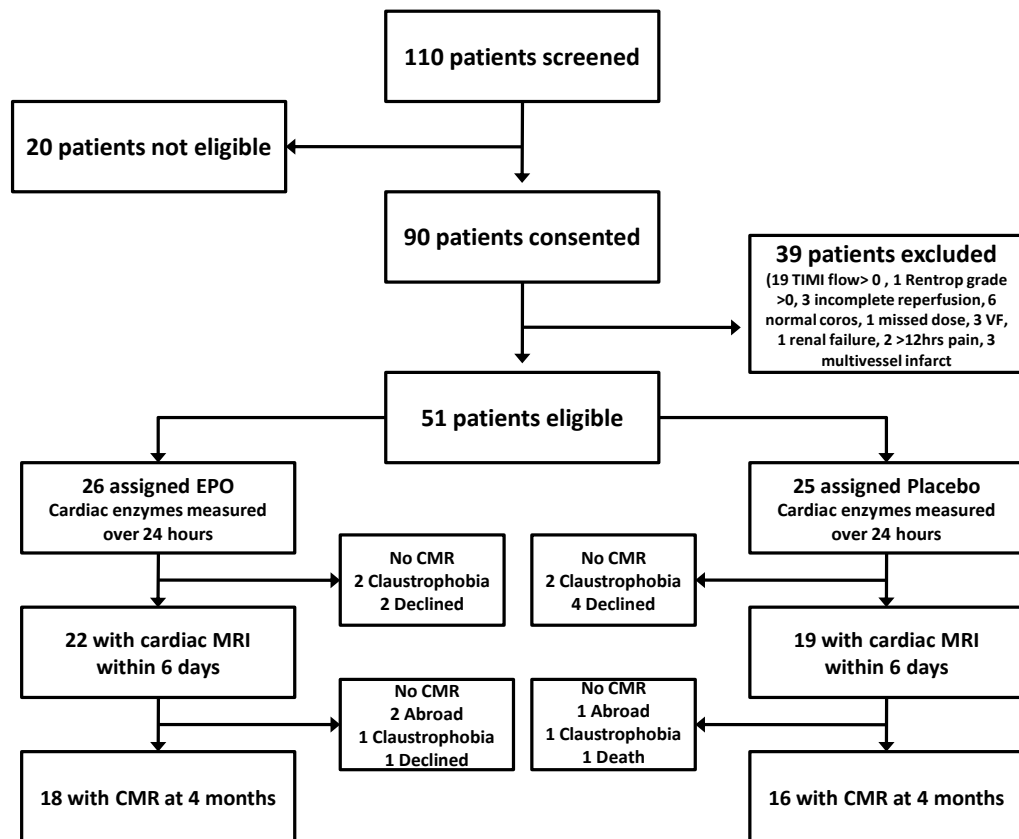 110 patients screened
20 patients not eligible
90 patients consented
39 patients excluded
(19 TIMI flow> 0 , 1 Rentrop grade
>0, 3 incomplete reperfusion, 6
normal coros, 1 missed dose, 3 VF,
1 renal failure, 2 >12hrs pain, 3
multivessel infarct
51 patients eligible
26 assigned EPO
Cardiac enzymes measured
over 24 hours
25 assigned Placebo
Cardiac enzymes measured
over 24 hours
No CMR
2 Claustrophobia
2 Declined
No CMR
2 Claustrophobia
4 Declined
22 with cardiac MRI
within 6 days
19 with cardiac MRI
within 6 days
No CMR
2 Abroad
1 Claustrophobia
1 Declined
No CMR
1 Abroad
1 Claustrophobia
1 Death
18 with CMR at 4 months
16 with CMR at 4 months